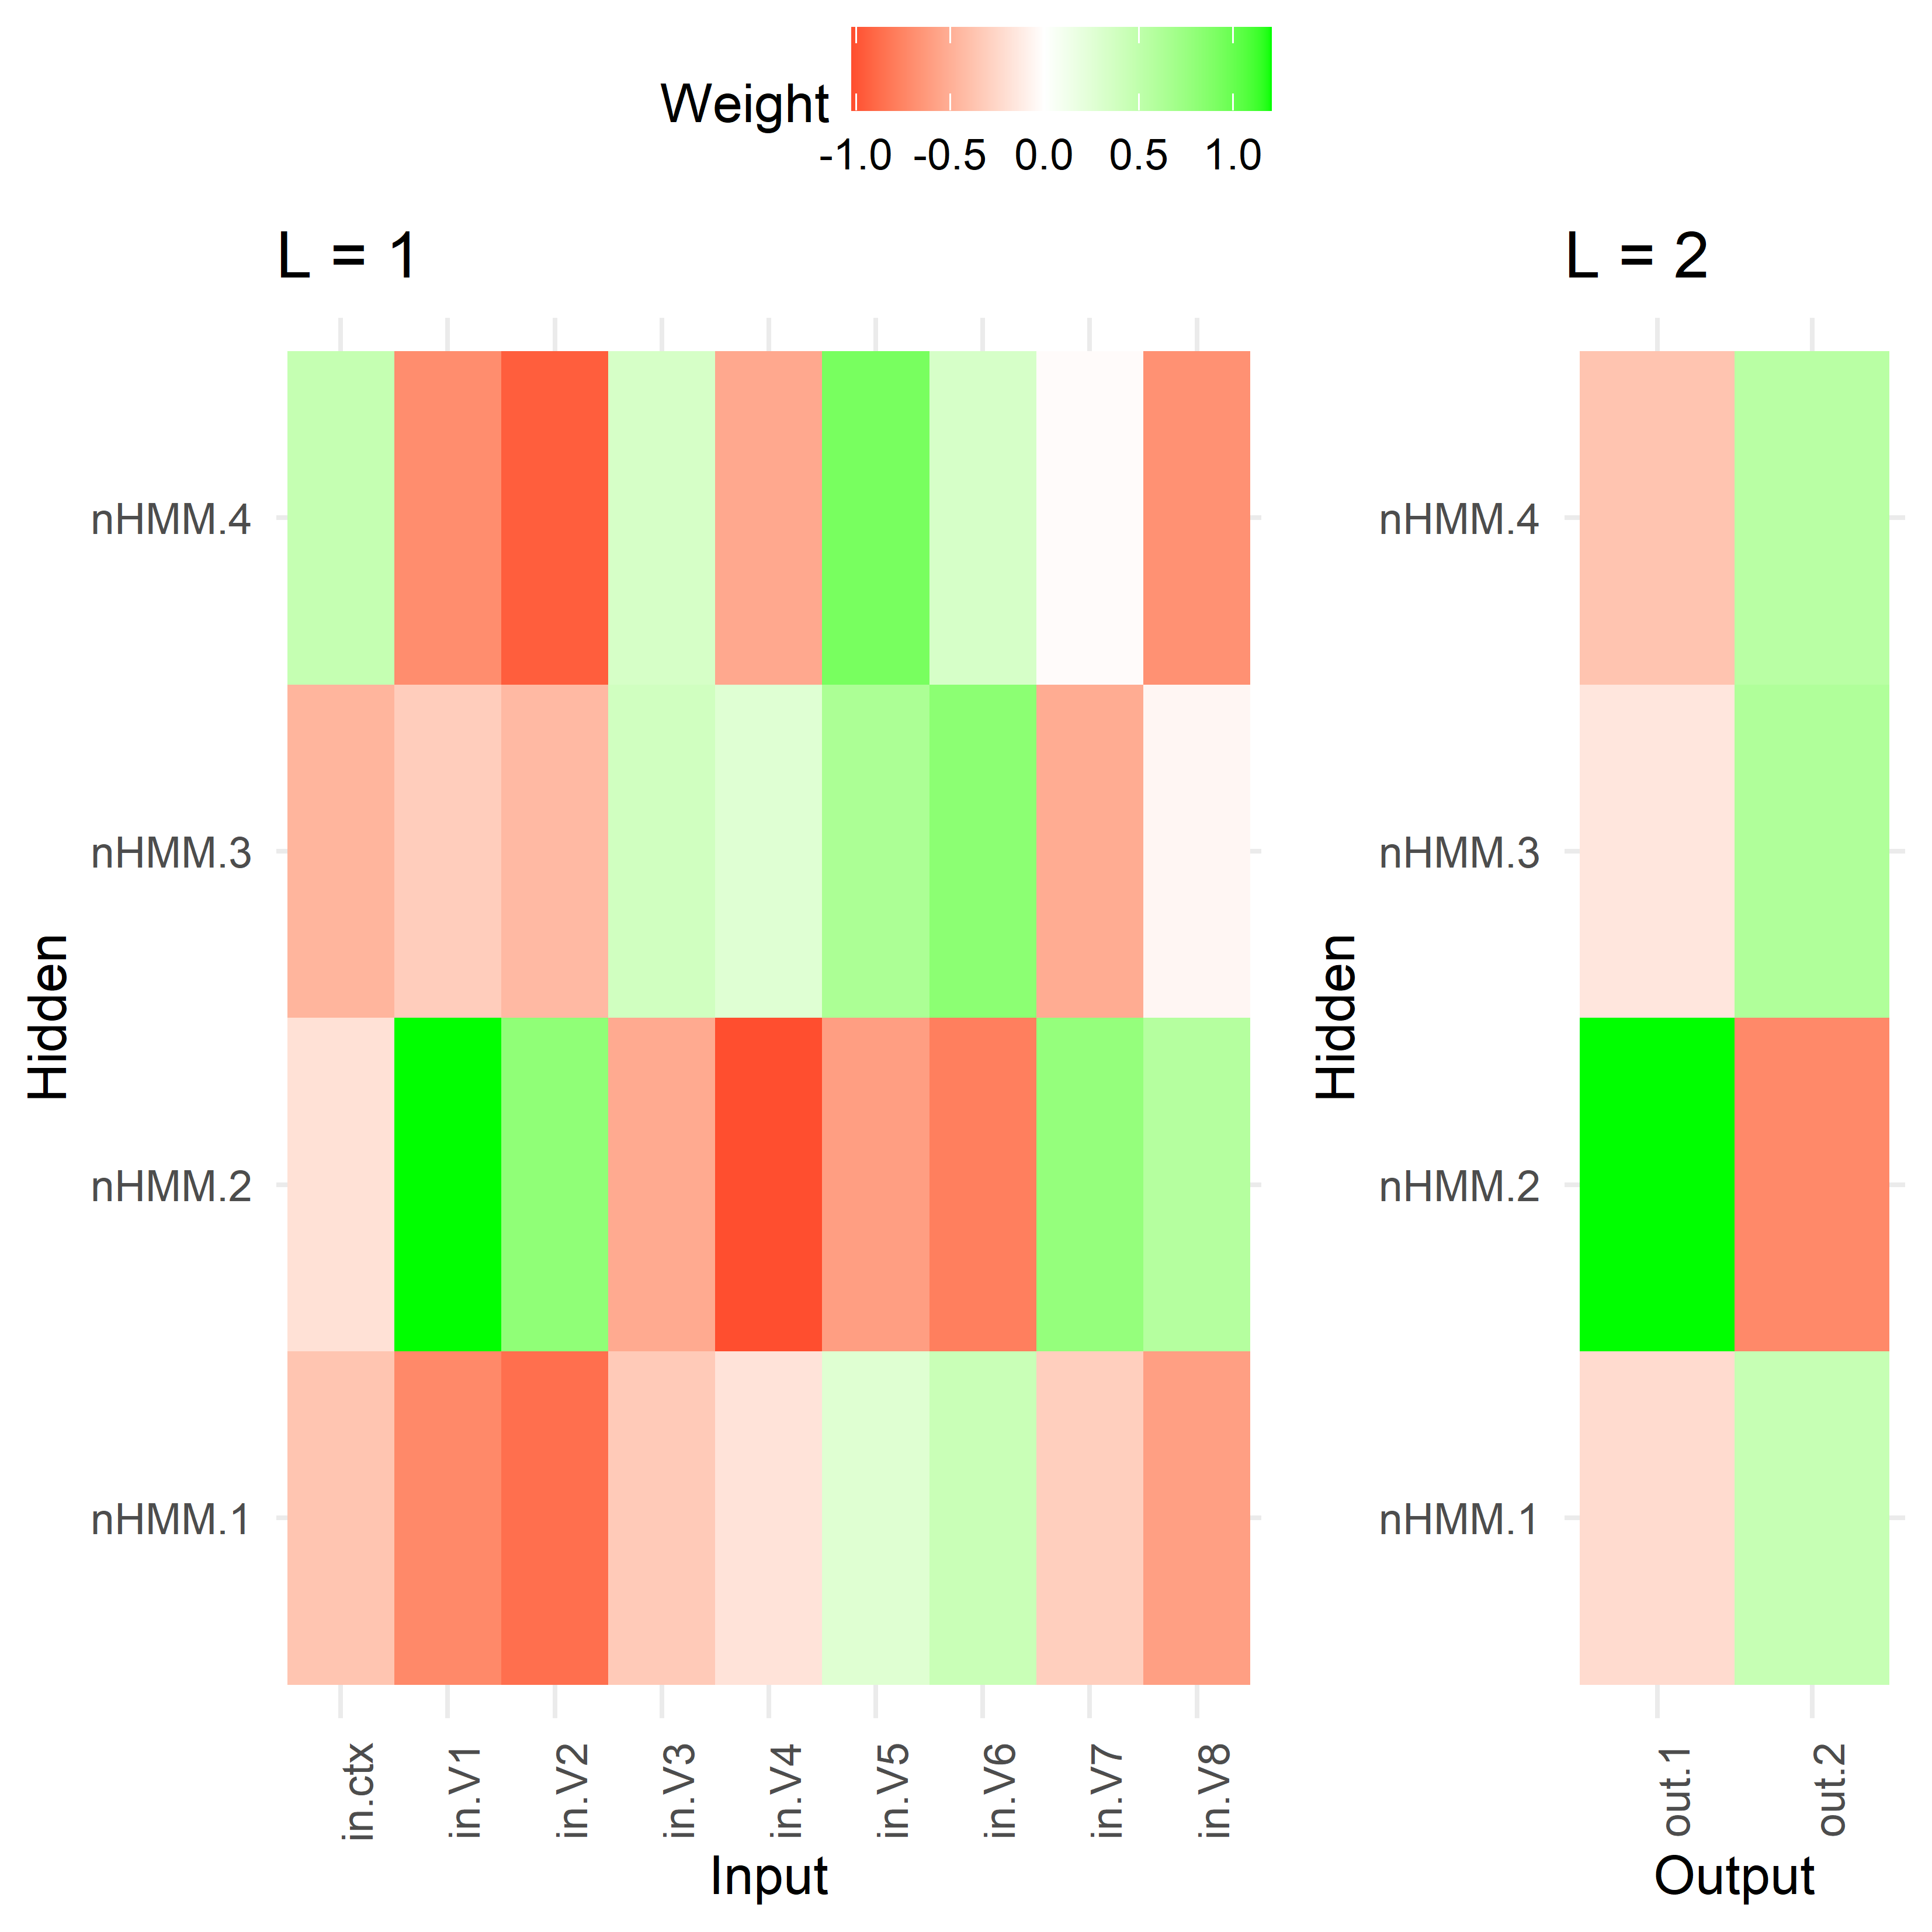 Weight
-1.0 -0.5 0.0 0.5 1.0
L = 1
nHMM.4
nHMM.3
nHMM.2
nHMM.1
Hidden
in.ctx
in.V1
in.V2
in.V3
in.V4
in.V5
in.V6
in.V7
in.V8
Input
L = 2
nHMM.4
nHMM.3
nHMM.2
nHMM.1
Hidden
out.1
out.2
Output